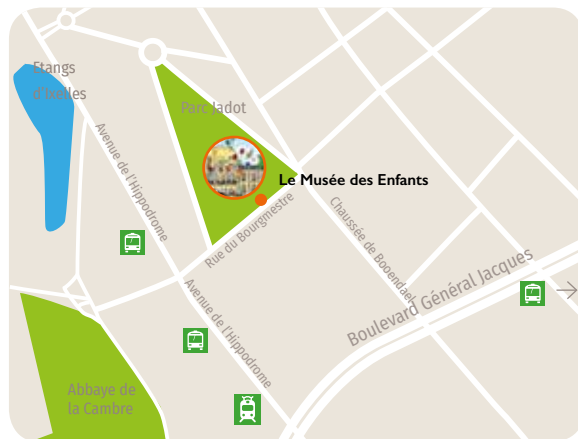 Etangs
d'Ixelles
Parc Jadot
Avenue de l'Hippodrome
Le Musée des Enfants
Rue du Bourgmestre
Chaussée de Booendael
Boulevard Général Jacques
Avenue de l'Hippodrome
Abbaye de
la Cambre